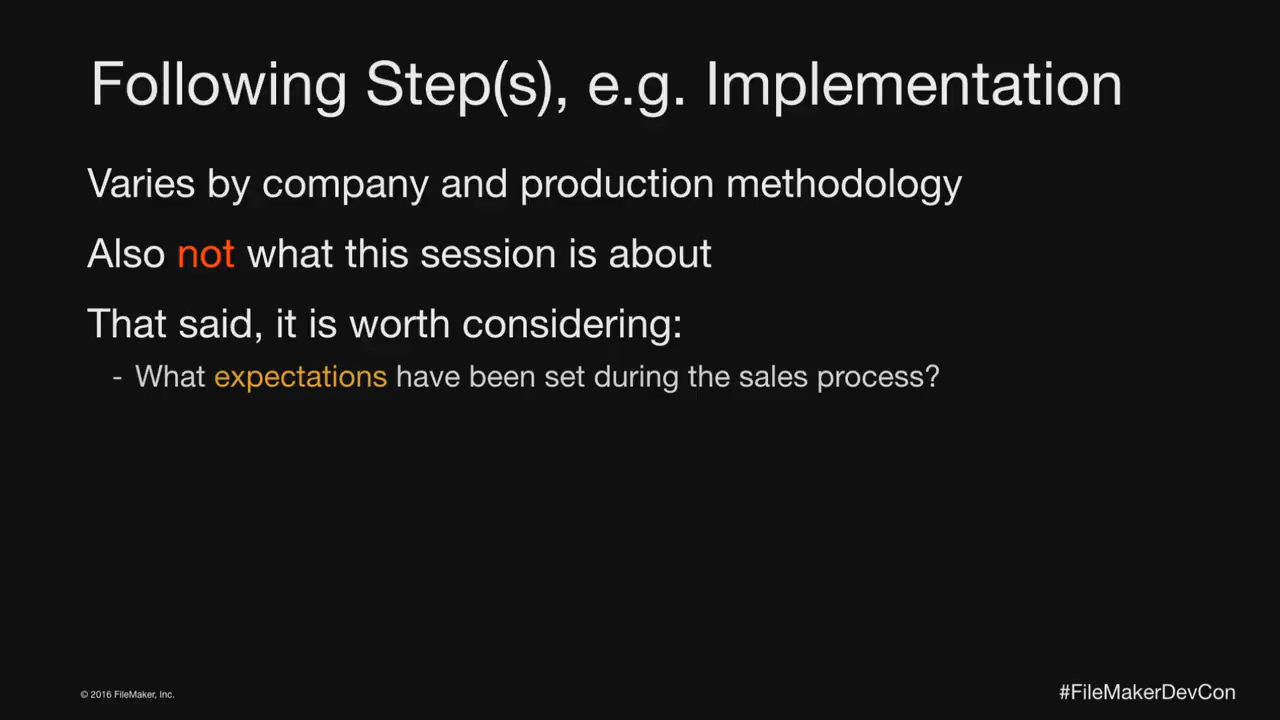 Following Step(s), e.g. Implementation
Varies by company and production methodology
Also not what this session is about
That said, it is worth considering:
- What expectations have been set during the sales process?
© 2016 FileMaker, Inc.
#FileMakerDevCon